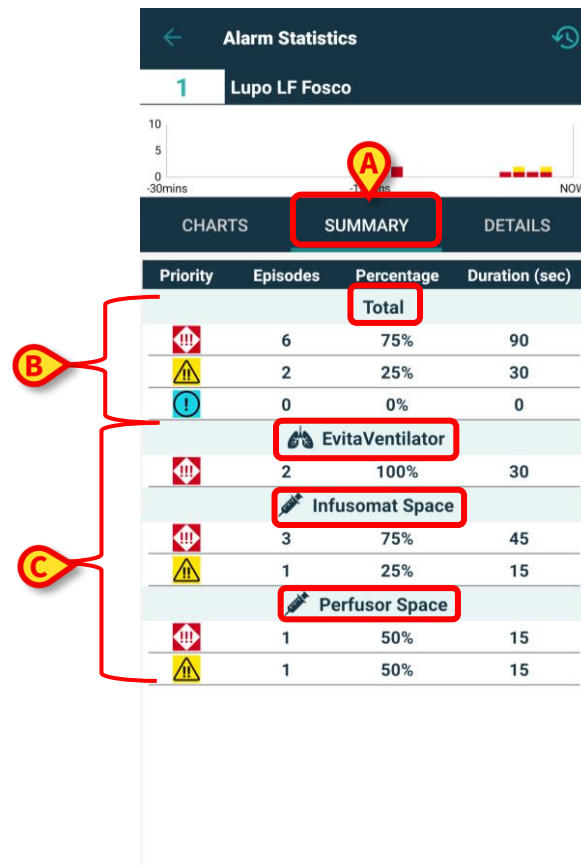 Alarm Statistics
1 Lupo LF Fosco
10
5
0
-30mins NOW
A
CHARTS SUMMARY DETAILS
Priority Episodes Percentage Duration (sec)
Total
B
!!! 6 75% 90
!! 2 25% 30
! 0 0% 0
EvitaVentilator
!!! 2 100% 30
Infusomat Space
!!! 3 75% 45
C
!! 1 25% 15
Perfusor Space
!!! 1 50% 15
!! 1 50% 15